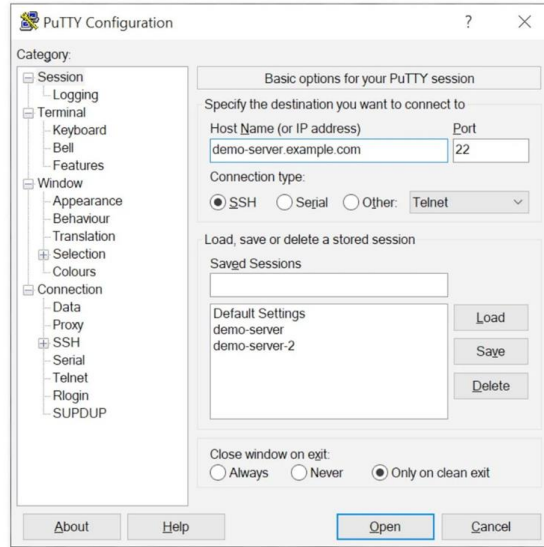 PuTTY Configuration
?
Category:
Session
Logging
Terminal
Keyboard
Bell
Features
Window
Appearance
Behaviour
Translation
Selection
Colours
Connection
Data
Proxy
SSH
Serial
Telnet
Rlogin
SUPDUP
Basic options for your PuTTY session
Specify the destination you want to connect to
Host Name (or IP address) Port
demo-server.example.com 22
Connection type:
SSH Serial Other: Telnet
Load, save or delete a stored session
Saved Sessions
Default Settings
demo-server
demo-server-2
Load
Save
Delete
Close window on exit:
Always Never Only on clean exit
About Help Open Cancel